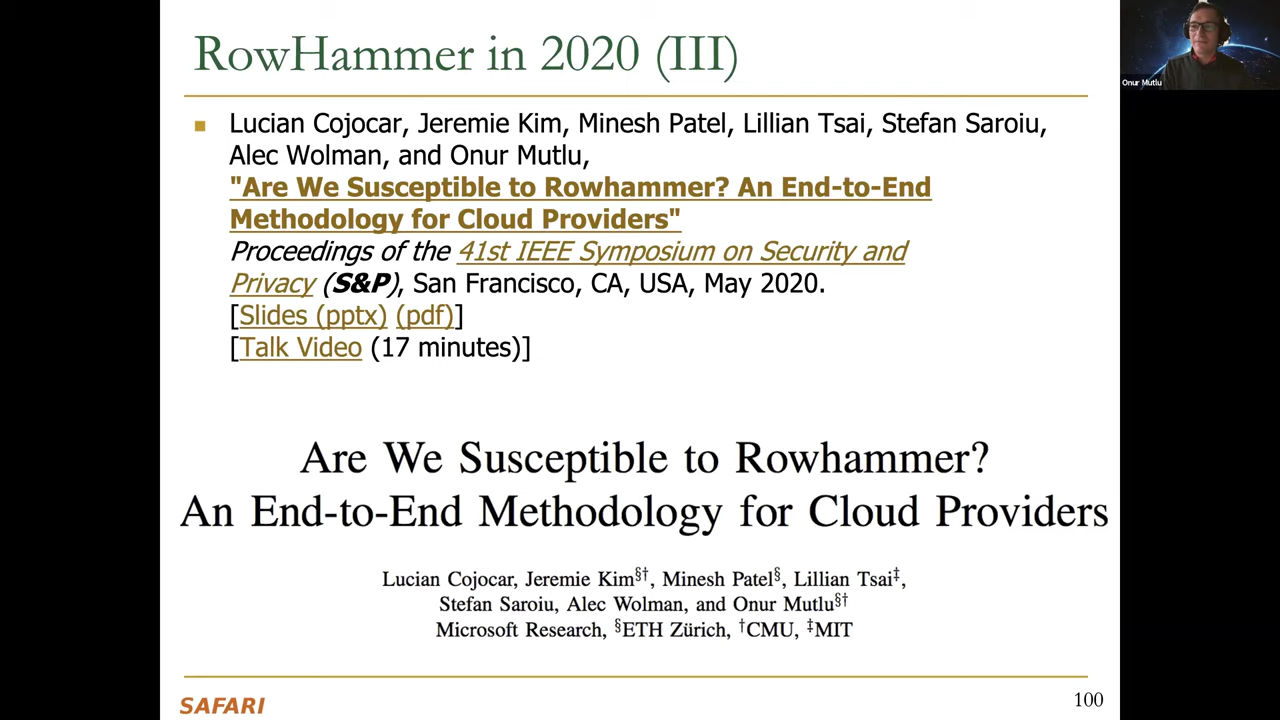 RowHammer in 2020 (III)
Onur Mutlu
Lucian Cojocar, Jeremie Kim, Minesh Patel, Lillian Tsai, Stefan Saroiu,
Alec Wolman, and Onur Mutlu,
"Are We Susceptible to Rowhammer? An End-to-End
Methodology for Cloud Providers"
Proceedings of the 41st IEEE Symposium on Security and
Privacy (S&P), San Francisco, CA, USA, May 2020.
[Slides (pptx) (pdf)]
[Talk Video (17 minutes)]
Are We Susceptible to Rowhammer?
An End-to-End Methodology for Cloud Providers
Lucian Cojocar, Jeremie Kim§†, Minesh Patel§, Lillian Tsai‡,
Stefan Saroiu, Alec Wolman, and Onur Mutlu§†
Microsoft Research, §ETH Zürich, †CMU, ‡MIT
SAFARI
100